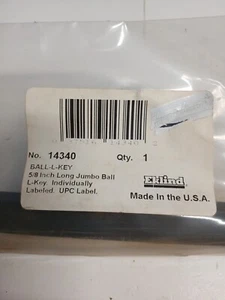 No. 14340 Qty. 1
BALL-L-KEY
5/8 Inch Long Jumbo Ball
L-Key. Individually
Labeled. UPC Label.
Eklind
Made in the U.S.A.